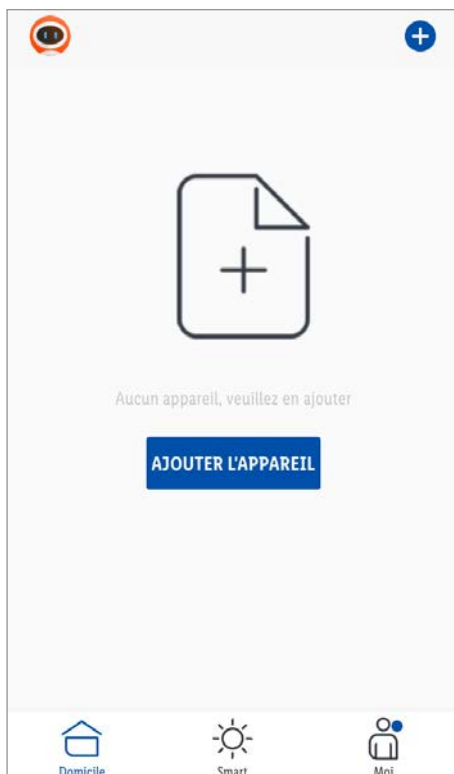 Aucun appareil, veuillez en ajouter
AJOUTER L'APPAREIL
Domicile
Smart
Moi